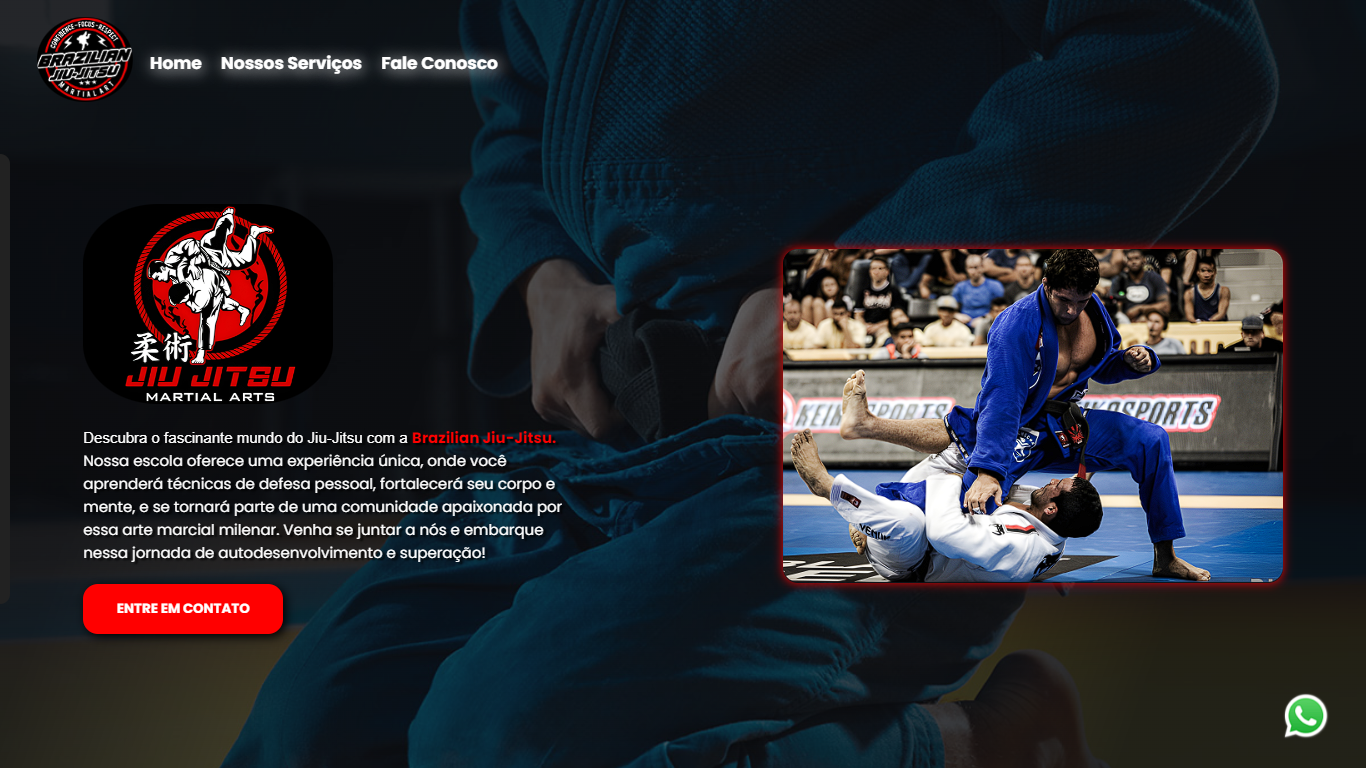 CONFIDENCE - FOCUS - RESPECT
BRAZILIAN
JIU-JITSU
MARTIAL ART
Home Nossos Serviços Fale Conosco
柔術
JIU JITSU
MARTIAL ARTS
Descubra o fascinante mundo do Jiu-Jitsu com a Brazilian Jiu-Jitsu.
Nossa escola oferece uma experiência única, onde você
aprenderá técnicas de defesa pessoal, fortalecerá seu corpo e
mente, e se tornará parte de uma comunidade apaixonada por
essa arte marcial milenar. Venha se juntar a nós e embarque
nessa jornada de autodesenvolvimento e superação!
ENTRE EM CONTATO
KEIKOSPORTS
VENUM